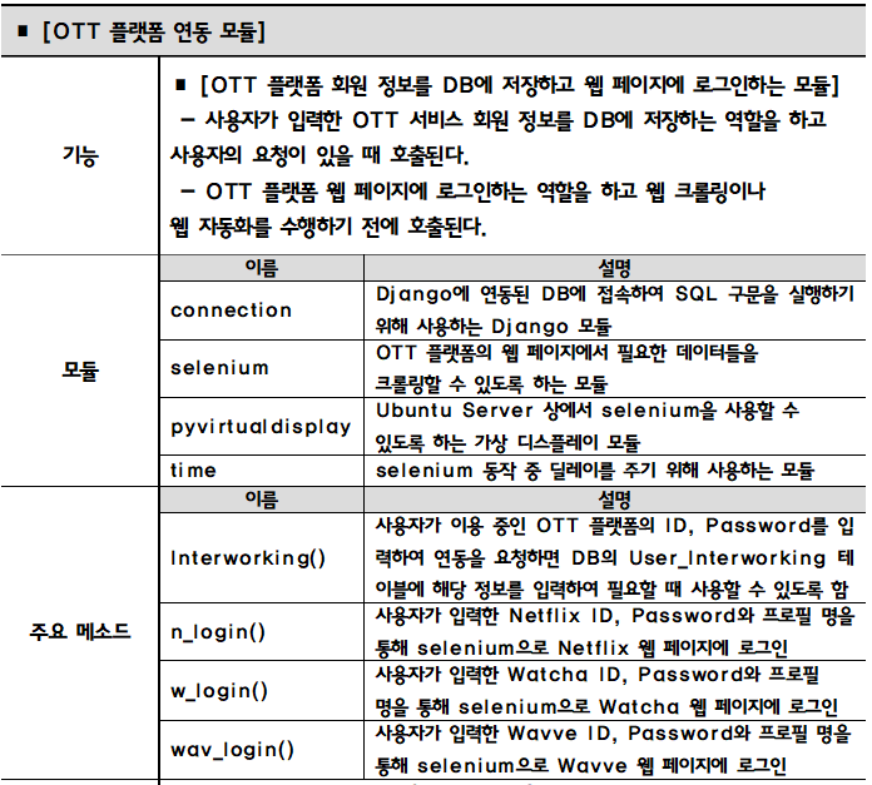 ▪ [OTT 플랫폼 연동 모듈]
기능
▪ [OTT 플랫폼 회원 정보를 DB에 저장하고 웹 페이지에 로그인하는 모듈]
- 사용자가 입력한 OTT 서비스 회원 정보를 DB에 저장하는 역할을 하고
사용자의 요청이 있을 때 호출된다.
- OTT 플랫폼 웹 페이지에 로그인하는 역할을 하고 웹 크롤링이나
웹 자동화를 수행하기 전에 호출된다.
모듈
이름 설명
connection
Django에 연동된 DB에 접속하여 SQL 구문을 실행하기
위해 사용하는 Django 모듈
selenium
OTT 플랫폼의 웹 페이지에서 필요한 데이터들을
크롤링할 수 있도록 하는 모듈
pyvirtualdisplay
Ubuntu Server 상에서 selenium을 사용할 수
있도록 하는 가상 디스플레이 모듈
time selenium 동작 중 딜레이를 주기 위해 사용하는 모듈
주요 메소드
이름 설명
Interworking()
사용자가 이용 중인 OTT 플랫폼의 ID, Password를 입
력하여 연동을 요청하면 DB의 User_Interworking 테
이블에 해당 정보를 입력하여 필요할 때 사용할 수 있도록 함
n_login()
사용자가 입력한 Netflix ID, Password와 프로필 명을
통해 selenium으로 Netflix 웹 페이지에 로그인
w_login()
사용자가 입력한 Watcha ID, Password와 프로필
명을 통해 selenium으로 Watcha 웹 페이지에 로그인
wav_login()
사용자가 입력한 Wavve ID, Password와 프로필 명을
통해 selenium으로 Wavve 웹 페이지에 로그인